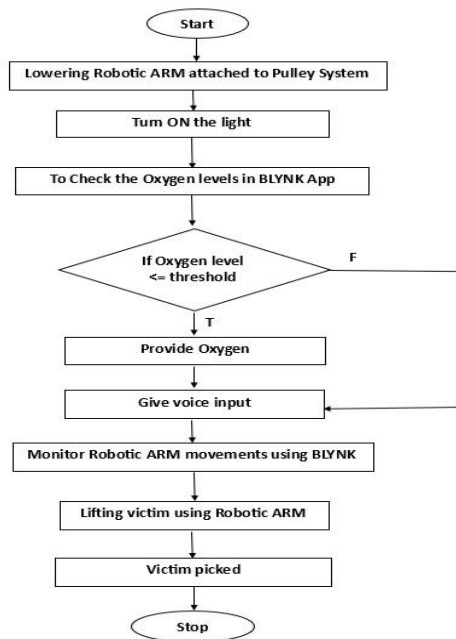 Start
Lowering Robotic ARM attached to Pulley System
Turn ON the light
To Check the Oxygen levels in BLYNK App
If Oxygen level
<= threshold
F
T
Provide Oxygen
Give voice input
Monitor Robotic ARM movements using BLYNK
Lifting victim using Robotic ARM
Victim picked
Stop